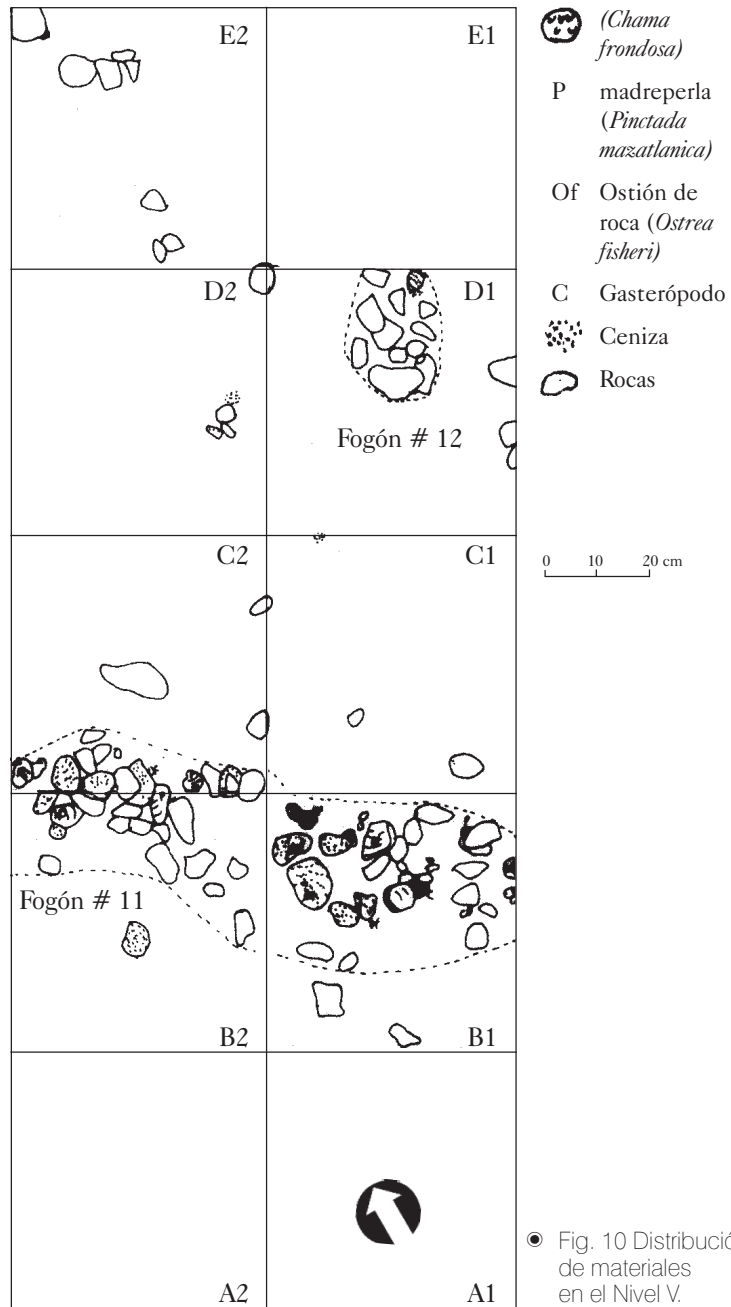 E2
E1
D2
D1
Fogón # 12
C2
C1
Fogón # 11
B2
B1
A2
A1
(Chama
frondosa)
P madreperla
(Pinctada
mazatlanica)
Of Ostión de
roca (Ostrea
fisheri)
C Gasterópodo
Ceniza
Rocas
0 10 20 cm
Fig. 10 Distribució
de materiales
en el Nivel V.